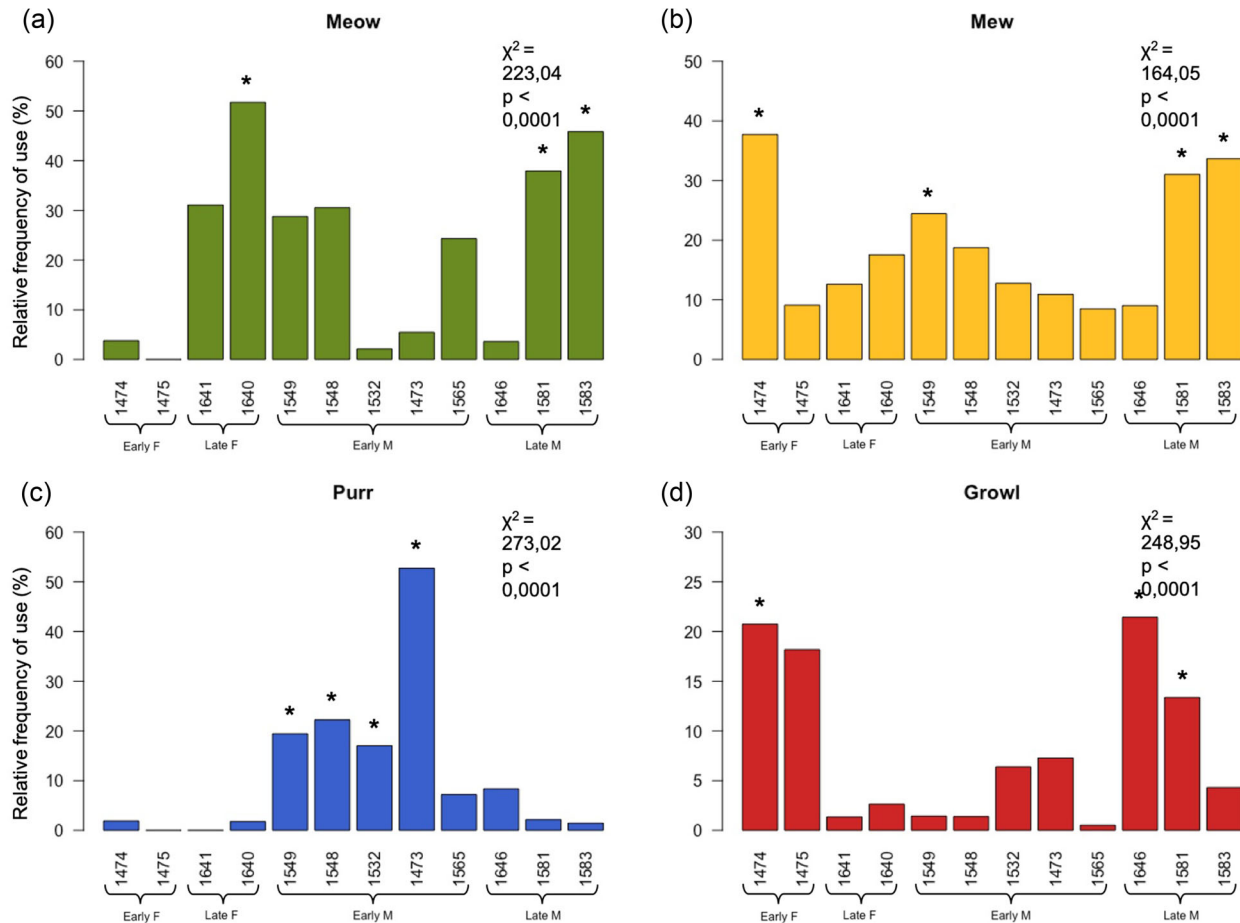 (a)
Meow
χ² =
223,04
p <
0,0001
Relative frequency of use (%)
60
50
40
30
20
10
0
* * *
1474 1475 1641 1640 1549 1548 1532 1473 1565 1646 1581 1583
Early F Late F Early M Late M
(b)
Mew
χ² =
164,05
p <
0,0001
50
40
30
20
10
0
* * * *
1474 1475 1641 1640 1549 1548 1532 1473 1565 1646 1581 1583
Early F Late F Early M Late M
(c)
Purr
χ² =
273,02
p <
0,0001
Relative frequency of use (%)
60
50
40
30
20
10
0
* * * *
1474 1475 1641 1640 1549 1548 1532 1473 1565 1646 1581 1583
Early F Late F Early M Late M
(d)
Growl
χ² =
248,95
p <
0,0001
30
25
20
15
10
5
0
* * *
1474 1475 1641 1640 1549 1548 1532 1473 1565 1646 1581 1583
Early F Late F Early M Late M